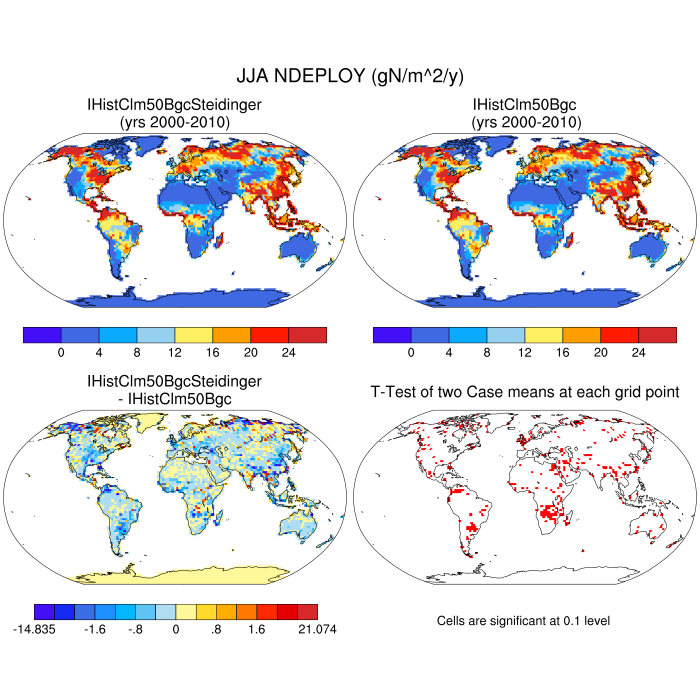 JJA NDEPLOY (gN/m^2/y)
IHistClm50BgcSteidinger
(yrs 2000-2010)
IHistClm50Bgc
(yrs 2000-2010)
0 4 8 12 16 20 24
0 4 8 12 16 20 24
IHistClm50BgcSteidinger
- IHistClm50Bgc
T-Test of two Case means at each grid point
-14.835 -1.6 -.8 0 .8 1.6 21.074
Cells are significant at 0.1 level